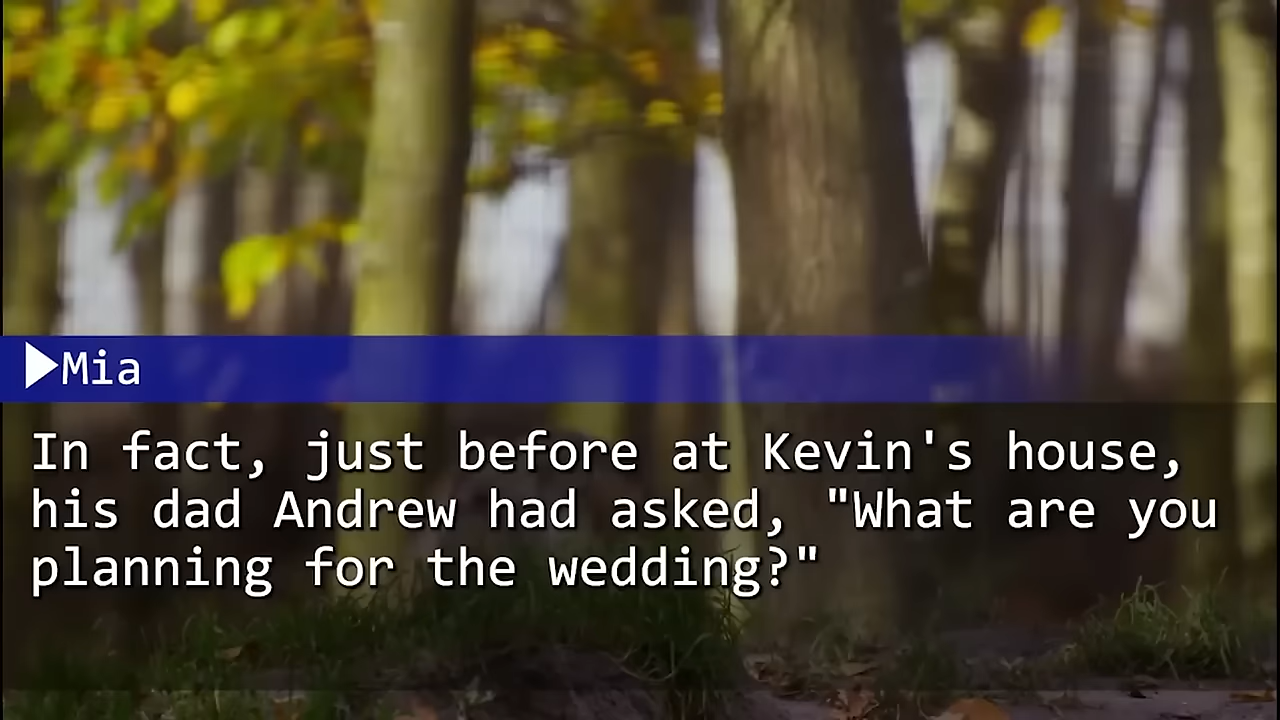 Mia
In fact, just before at Kevin's house,
his dad Andrew had asked, "What are you
planning for the wedding?"